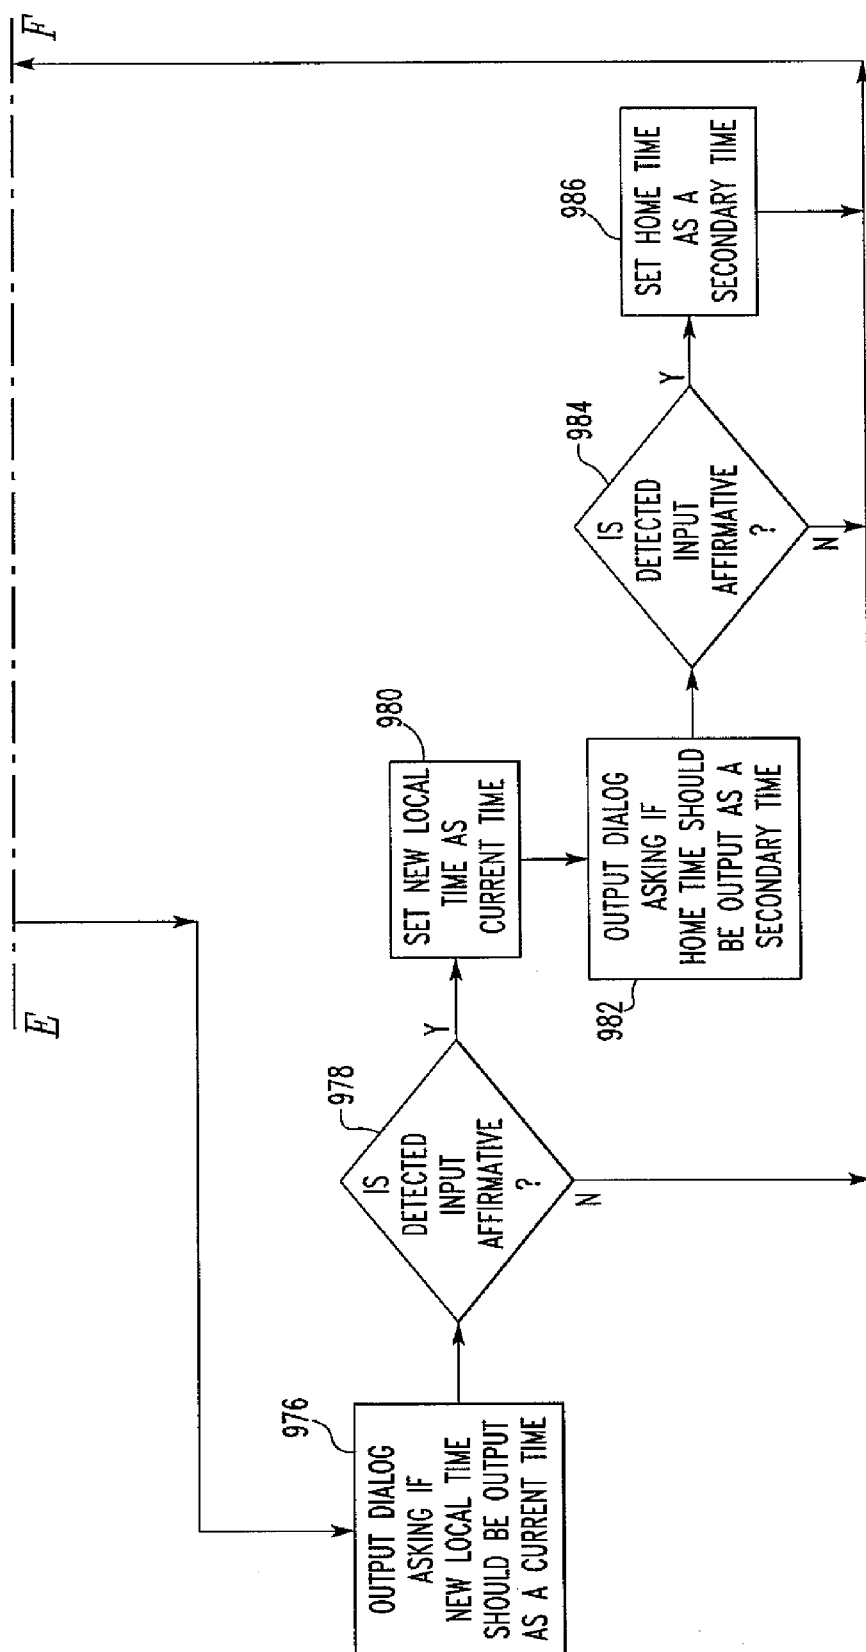 E
F
976
OUTPUT DIALOG
ASKING IF
NEW LOCAL TIME
SHOULD BE OUTPUT
AS A CURRENT TIME
978
IS
DETECTED
INPUT
AFFIRMATIVE
?
Y
N
980
SET NEW LOCAL
TIME AS
CURRENT TIME
982
OUTPUT DIALOG
ASKING IF
HOME TIME SHOULD
BE OUTPUT AS A
SECONDARY TIME
984
IS
DETECTED
INPUT
AFFIRMATIVE
?
Y
N
986
SET HOME TIME
AS A
SECONDARY TIME